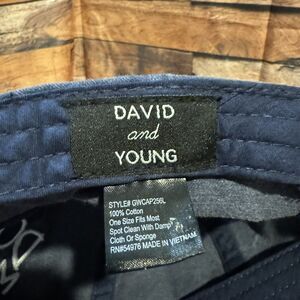 DAVID
and
YOUNG
STYLE# GWCAP256L
100% Cotton
One Size Fits Most
Spot Clean With Damp
Cloth Or Sponge
RN#54976 MADE IN VIETNAM